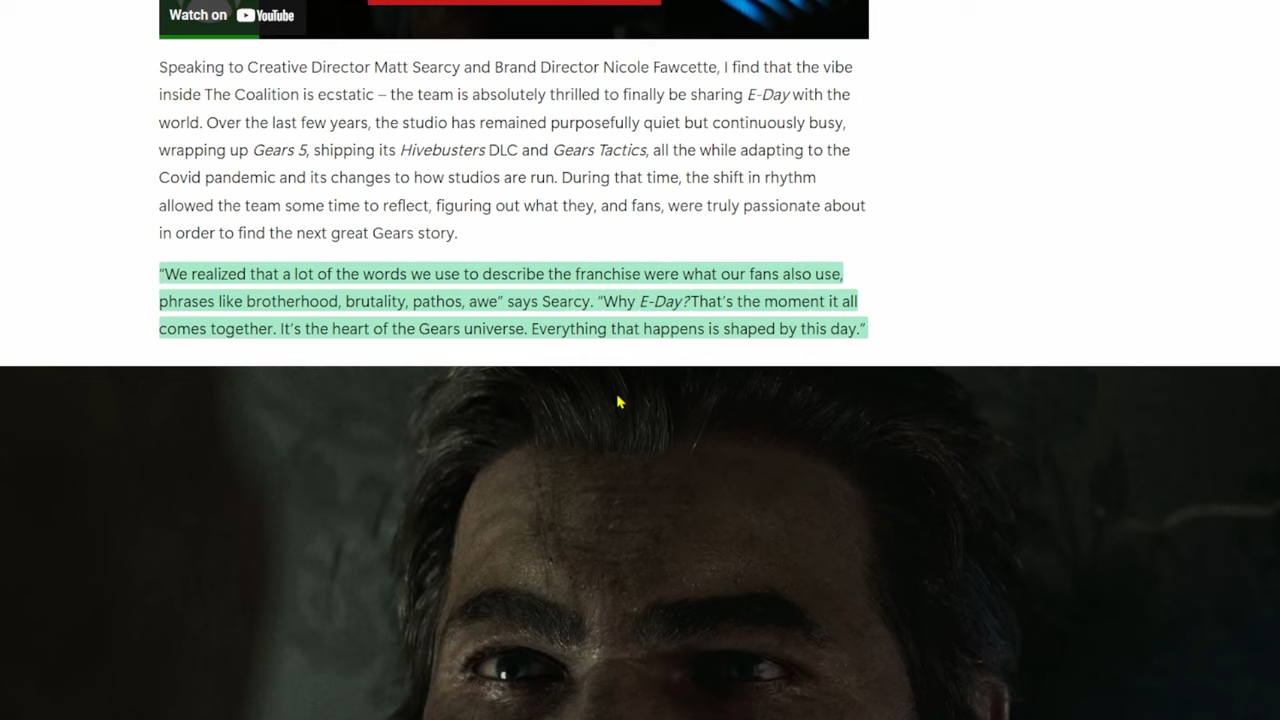 Watch on YouTube
Speaking to Creative Director Matt Searcy and Brand Director Nicole Fawcette, I find that the vibe
inside The Coalition is ecstatic – the team is absolutely thrilled to finally be sharing E-Day with the
world. Over the last few years, the studio has remained purposefully quiet but continuously busy,
wrapping up Gears 5, shipping its Hivebusters DLC and Gears Tactics, all the while adapting to the
Covid pandemic and its changes to how studios are run. During that time, the shift in rhythm
allowed the team some time to reflect, figuring out what they, and fans, were truly passionate about
in order to find the next great Gears story.
“We realized that a lot of the words we use to describe the franchise were what our fans also use,
phrases like brotherhood, brutality, pathos, awe” says Searcy. “Why E-Day?That’s the moment it all
comes together. It’s the heart of the Gears universe. Everything that happens is shaped by this day.”